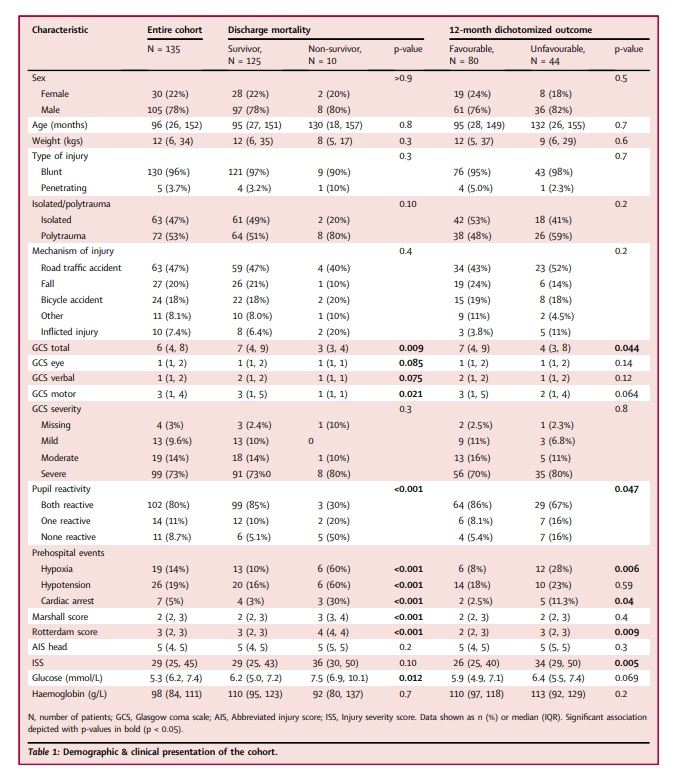 Characteristic Entire cohort Discharge mortality 12-month dichotomized outcome
N = 135 Survivor, N = 125 Non-survivor, N = 10 p-value Favourable, N = 80 Unfavourable, N = 44 p-value
Sex >0.9 0.5
Female 30 (22%) 28 (22%) 2 (20%) 19 (24%) 8 (18%)
Male 105 (78%) 97 (78%) 8 (80%) 61 (76%) 36 (82%)
Age (months) 96 (26, 152) 95 (27, 151) 130 (18, 157) 0.8 95 (28, 149) 132 (26, 155) 0.7
Weight (kgs) 12 (6, 34) 12 (6, 35) 8 (5, 17) 0.3 12 (5, 37) 9 (6, 29) 0.6
Type of injury 0.3 0.7
Blunt 130 (96%) 121 (97%) 9 (90%) 76 (95%) 43 (98%)
Penetrating 5 (3.7%) 4 (3.2%) 1 (10%) 4 (5.0%) 1 (2.3%)
Isolated/polytrauma 0.10 0.2
Isolated 63 (47%) 61 (49%) 2 (20%) 42 (53%) 18 (41%)
Polytrauma 72 (53%) 64 (51%) 8 (80%) 38 (48%) 26 (59%)
Mechanism of injury 0.4 0.2
Road traffic accident 63 (47%) 59 (47%) 4 (40%) 34 (43%) 23 (52%)
Fall 27 (20%) 26 (21%) 1 (10%) 19 (24%) 6 (14%)
Bicycle accident 24 (18%) 22 (18%) 2 (20%) 15 (19%) 8 (18%)
Other 11 (8.1%) 10 (8.0%) 1 (10%) 9 (11%) 2 (4.5%)
Inflicted injury 10 (7.4%) 8 (6.4%) 2 (20%) 3 (3.8%) 5 (11%)
GCS total 6 (4, 8) 7 (4, 9) 3 (3, 4) 0.009 7 (4, 9) 4 (3, 8) 0.044
GCS eye 1 (1, 2) 1 (1, 2) 1 (1, 1) 0.085 1 (1, 2) 1 (1, 2) 0.14
GCS verbal 1 (1, 2) 2 (1, 2) 1 (1, 1) 0.075 2 (1, 2) 1 (1, 2) 0.12
GCS motor 3 (1, 4) 3 (1, 5) 1 (1, 1) 0.021 3 (1, 5) 2 (1, 4) 0.064
GCS severity 0.3 0.8
Missing 4 (3%) 3 (2.4%) 1 (10%) 2 (2.5%) 1 (2.3%)
Mild 13 (9.6%) 13 (10%) 0 9 (11%) 3 (6.8%)
Moderate 19 (14%) 18 (14%) 1 (10%) 13 (16%) 5 (11%)
Severe 99 (73%) 91 (73%0 8 (80%) 56 (70%) 35 (80%)
Pupil reactivity <0.001 0.047
Both reactive 102 (80%) 99 (85%) 3 (30%) 64 (86%) 29 (67%)
One reactive 14 (11%) 12 (10%) 2 (20%) 6 (8.1%) 7 (16%)
None reactive 11 (8.7%) 6 (5.1%) 5 (50%) 4 (5.4%) 7 (16%)
Prehospital events
Hypoxia 19 (14%) 13 (10%) 6 (60%) <0.001 6 (8%) 12 (28%) 0.006
Hypotension 26 (19%) 20 (16%) 6 (60%) <0.001 14 (18%) 10 (23%) 0.59
Cardiac arrest 7 (5%) 4 (3%) 3 (30%) <0.001 2 (2.5%) 5 (11.3%) 0.04
Marshall score 2 (2, 3) 2 (2, 3) 3 (3, 4) <0.001 2 (2, 3) 2 (2, 3) 0.4
Rotterdam score 3 (2, 3) 3 (2, 3) 4 (4, 4) <0.001 2 (2, 3) 3 (2, 3) 0.009
AIS head 5 (4, 5) 5 (4, 5) 5 (5, 5) 0.2 5 (4, 5) 5 (5, 5) 0.3
ISS 29 (25, 45) 29 (25, 43) 36 (30, 50) 0.10 26 (25, 40) 34 (29, 50) 0.005
Glucose (mmol/L) 5.3 (6.2, 7.4) 6.2 (5.0, 7.2) 7.5 (6.9, 10.1) 0.012 5.9 (4.9, 7.1) 6.4 (5.5, 7.4) 0.069
Haemoglobin (g/L) 98 (84, 111) 110 (95, 123) 92 (80, 137) 0.7 110 (97, 118) 113 (92, 129) 0.2
N, number of patients; GCS, Glasgow coma scale; AIS, Abbreviated injury score; ISS, Injury severity score. Data shown as n (%) or median (IQR). Significant association
depicted with p-values in bold (p < 0.05).
Table 1: Demographic & clinical presentation of the cohort.